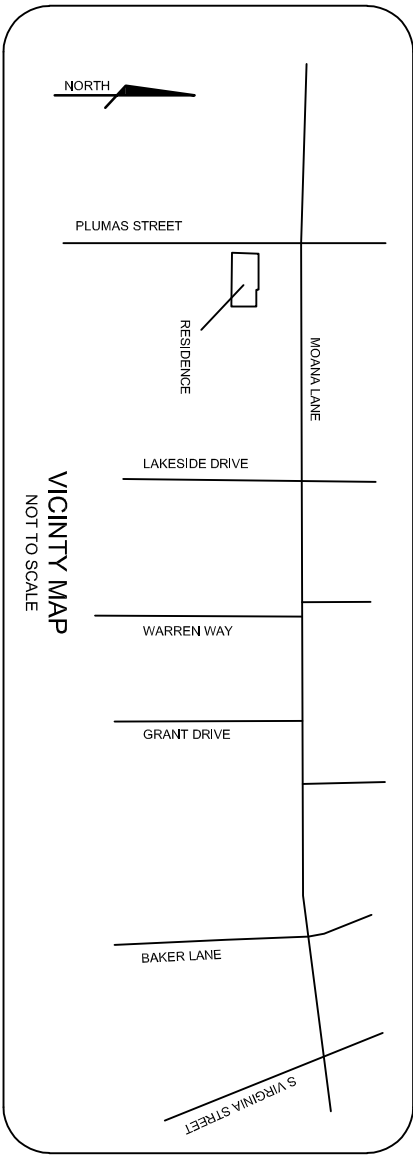 NORTH
PLUMAS STREET
RESIDENCE
MOANA LANE
LAKESIDE DRIVE
VICINTY MAP
NOT TO SCALE
WARREN WAY
GRANT DRIVE
BAKER LANE
S VIRGINIA STREET